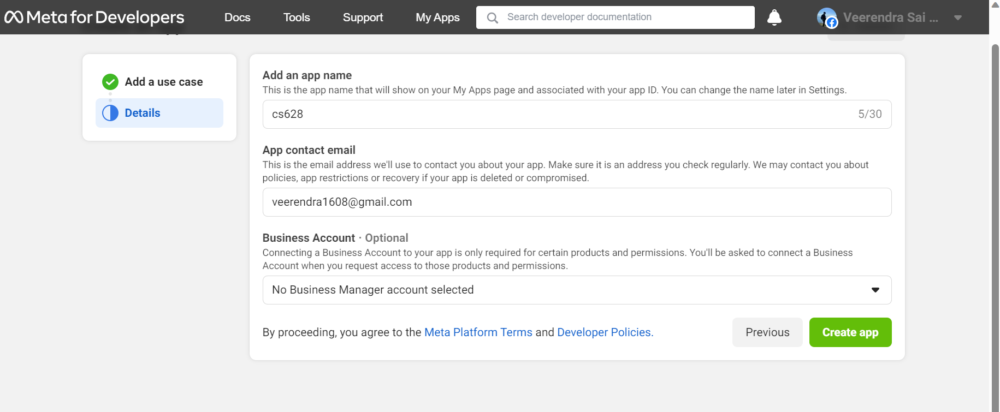 Meta for Developers
Docs
Tools
Support
My Apps
Search developer documentation
Veerendra Sai ...
Add a use case
Details
Add an app name
This is the app name that will show on your My Apps page and associated with your app ID. You can change the name later in Settings.
cs628
5/30
App contact email
This is the email address we'll use to contact you about your app. Make sure it is an address you check regularly. We may contact you about
policies, app restrictions or recovery if your app is deleted or compromised.
veerendra1608@gmail.com
Business Account · Optional
Connecting a Business Account to your app is only required for certain products and permissions. You'll be asked to connect a Business
Account when you request access to those products and permissions.
No Business Manager account selected
By proceeding, you agree to the Meta Platform Terms and Developer Policies.
Previous
Create app